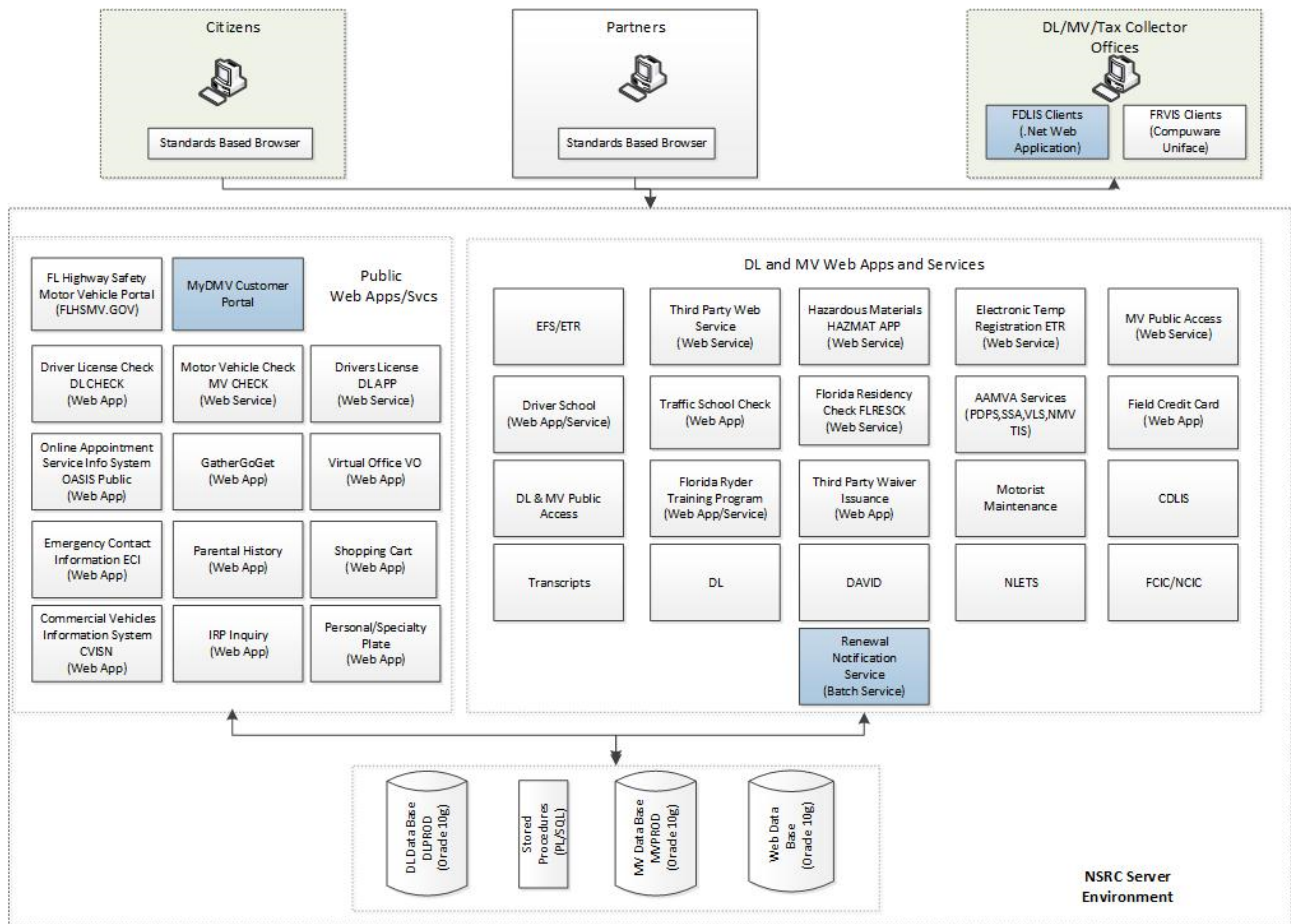 Citizens
Standards Based Browser
Partners
Standards Based Browser
DL/MV/Tax Collector
Offices
FDLIS Clients
(.Net Web
Application)
FRVIS Clients
(Compuware
Uniface)
FL Highway Safety
Motor Vehicle Portal
(FLHSMV.GOV)
MyDMV Customer
Portal
Public
Web Apps/Svcs
Driver License Check
DL CHECK
(Web App)
Motor Vehicle Check
MV CHECK
(Web Service)
Drivers License
DL APP
(Web Service)
Online Appointment
Service Info System
OASIS Public
(Web App)
GatherGoGet
(Web App)
Virtual Office VO
(Web App)
Emergency Contact
Information ECI
(Web App)
Parental History
(Web App)
Shopping Cart
(Web App)
Commercial Vehicles
Information System
CVISN
(Web App)
IRP Inquiry
(Web App)
Personal/Specialty
Plate
(Web App)
DL and MV Web Apps and Services
EFS/ETR
Third Party Web
Service
(Web Service)
Hazardous Materials
HAZMAT APP
(Web Service)
Electronic Temp
Registration ETR
(Web Service)
MV Public Access
(Web Service)
Driver School
(Web App/Service)
Traffic School Check
(Web App)
Florida Residency
Check FLRESCK
(Web Service)
AAMVA Services
(PDPS,SSA,VLS,NMV
TIS)
Field Credit Card
(Web App)
DL & MV Public
Access
Florida Ryder
Training Program
(Web App/Service)
Third Party Waiver
Issuance
(Web App)
Motorist
Maintenance
CDLIS
Transcripts
DL
DAVID
NLETS
FCIC/NCIC
Renewal
Notification
Service
(Batch Service)
DL Data Base
DLPROD
(Oracle 10g)
Stored
Procedures
(PL/SQL)
MV Data Base
MVPROD
(Oracle 10g)
Web Data
Base
(Oracle 10g)
NSRC Server
Environment